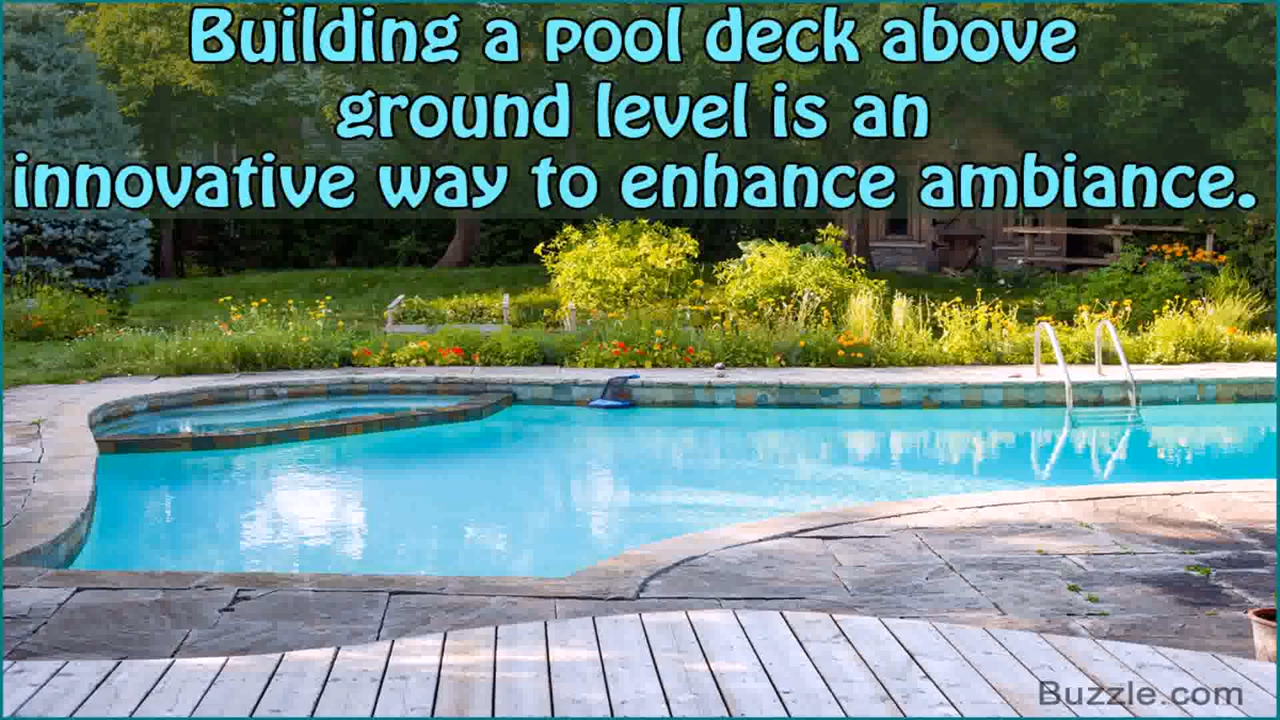 Building a pool deck above
ground level is an
innovative way to enhance ambiance.
Buzzle.com